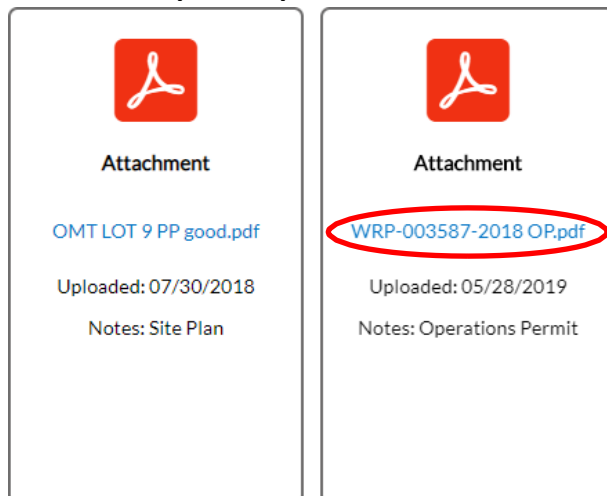 Attachment
OMT LOT 9 PP good.pdf
Uploaded: 07/30/2018
Notes: Site Plan
Attachment
WRP-003587-2018 OP.pdf
Uploaded: 05/28/2019
Notes: Operations Permit